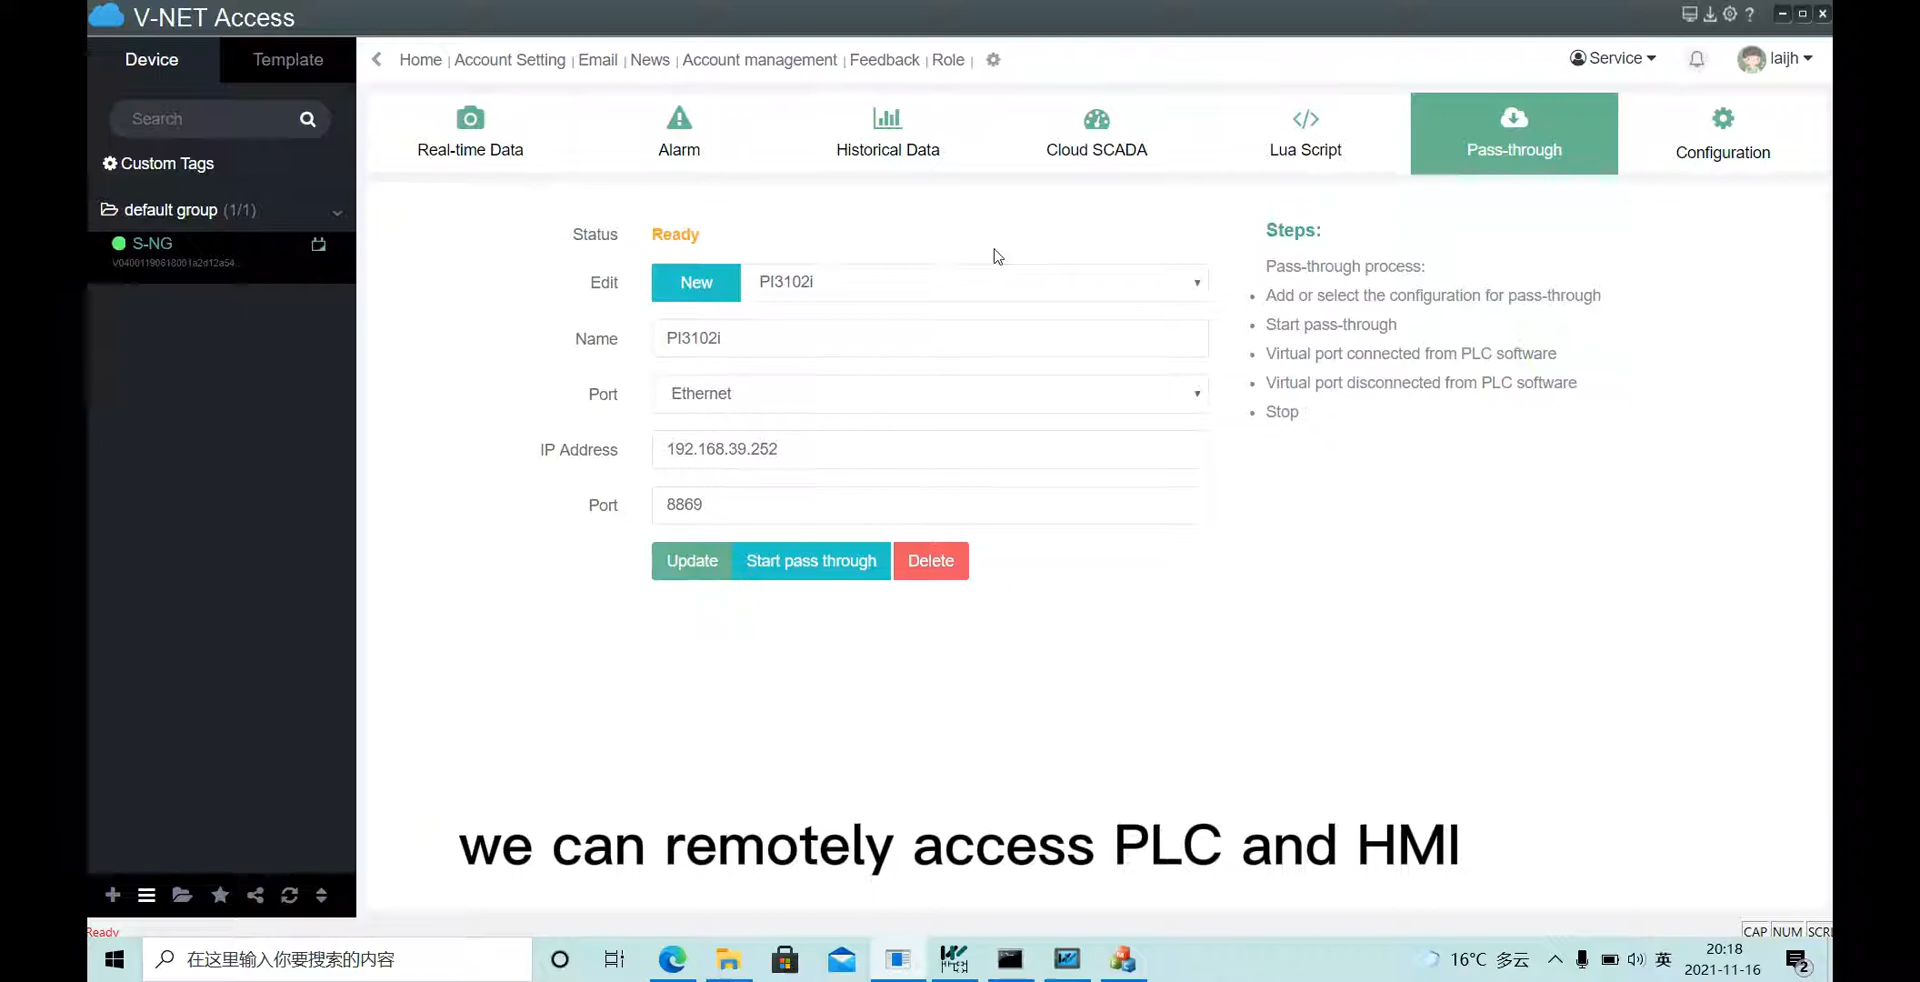 V-NET Access
Device
Template
Search
Custom Tags
default group (1/1)
S-NG
V04001190618001a2d12a54...
Home | Account Setting | Email | News | Account management | Feedback | Role |
Service
laijh
Real-time Data
Alarm
Historical Data
Cloud SCADA
Lua Script
Pass-through
Configuration
Status Ready
Edit New PI3102i
Name PI3102i
Port Ethernet
IP Address 192.168.39.252
Port 8869
Update Start pass through Delete
Steps:
Pass-through process:
• Add or select the configuration for pass-through
• Start pass-through
• Virtual port connected from PLC software
• Virtual port disconnected from PLC software
• Stop
we can remotely access PLC and HMI
Ready
CAP NUM SCRL
在这里输入你要搜索的内容
16°C 多云
英
20:18
2021-11-16
2